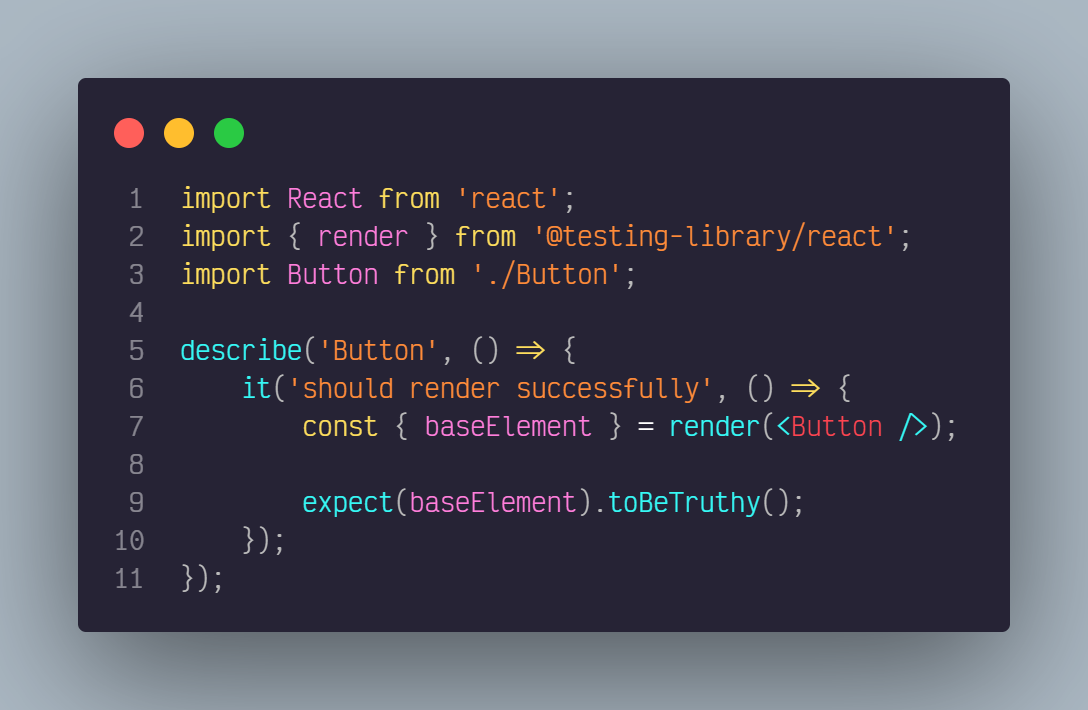 1 import React from 'react';
2 import { render } from '@testing-library/react';
3 import Button from './Button';
4
5 describe('Button', () => {
6     it('should render successfully', () => {
7         const { baseElement } = render(<Button />);
8
9         expect(baseElement).toBeTruthy();
10     });
11 });